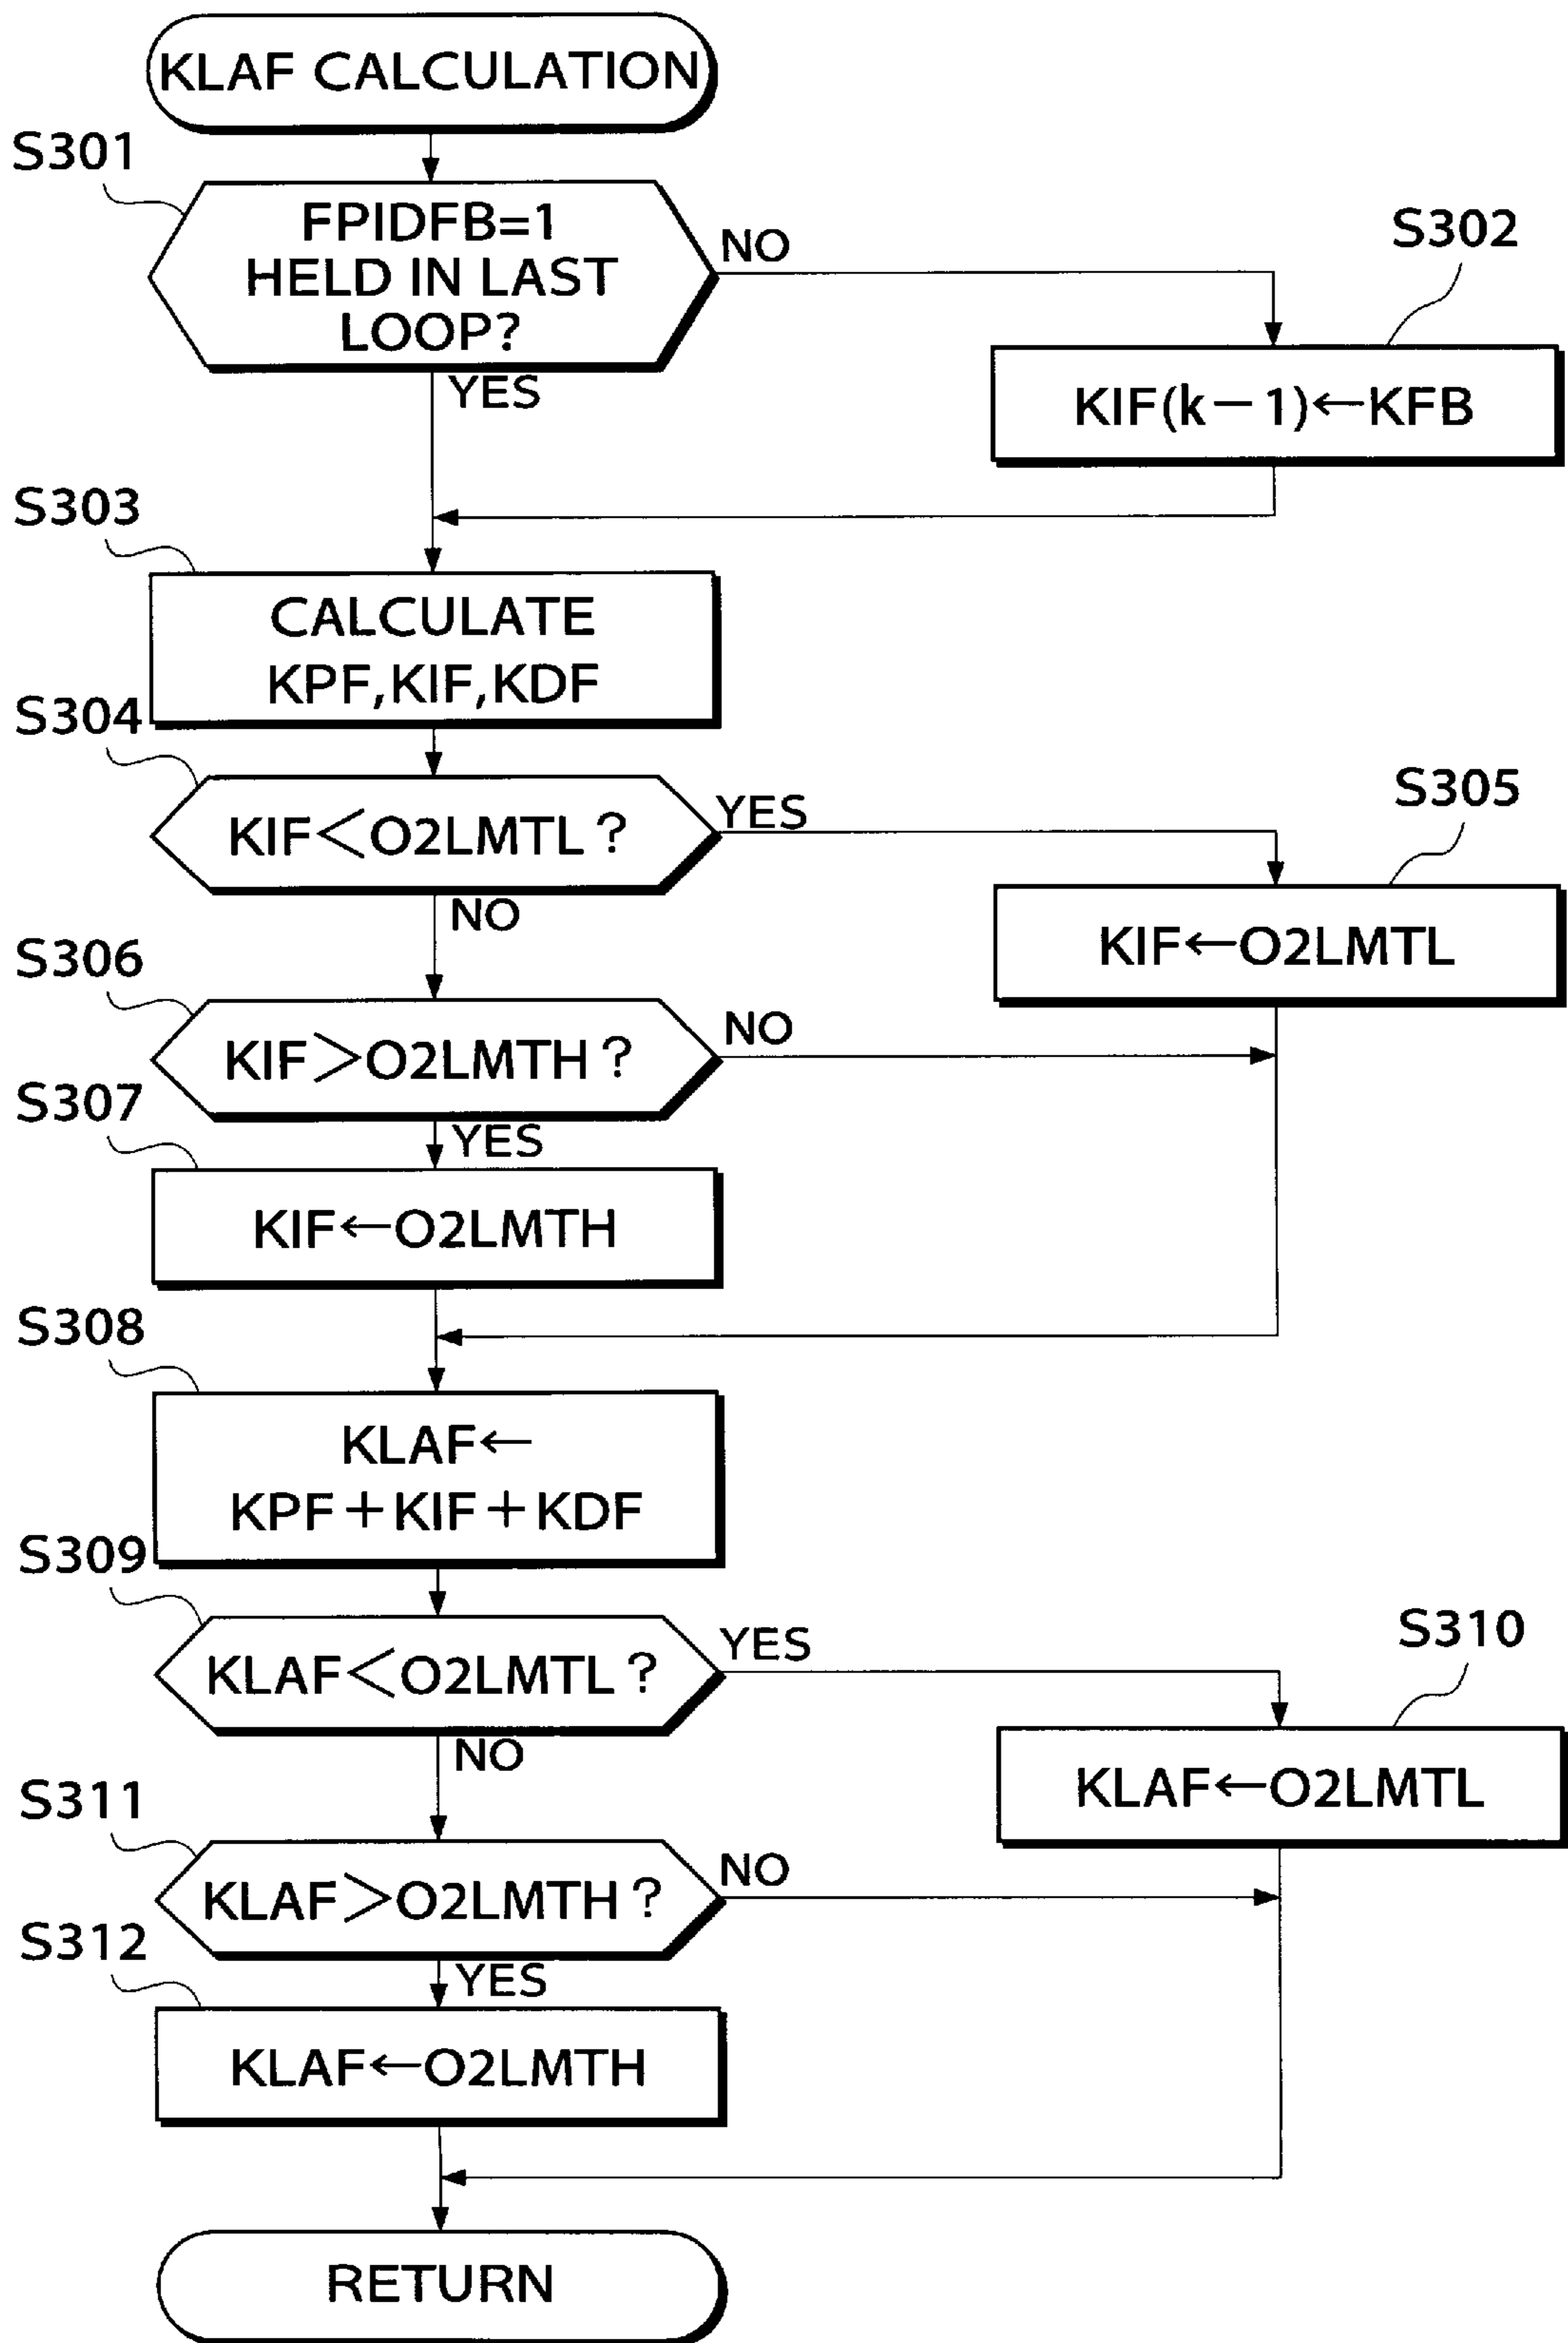 KLAF CALCULATION
S301
FPIDFB=1
HELD IN LAST
LOOP?
NO
YES
S302
KIF(k−1)←KFB
S303
CALCULATE
KPF,KIF,KDF
S304
KIF<O2LMTL?
YES
NO
S305
KIF←O2LMTL
S306
KIF>O2LMTH?
NO
YES
S307
KIF←O2LMTH
S308
KLAF←
KPF+KIF+KDF
S309
KLAF<O2LMTL?
YES
NO
S310
KLAF←O2LMTL
S311
KLAF>O2LMTH?
NO
YES
S312
KLAF←O2LMTH
RETURN